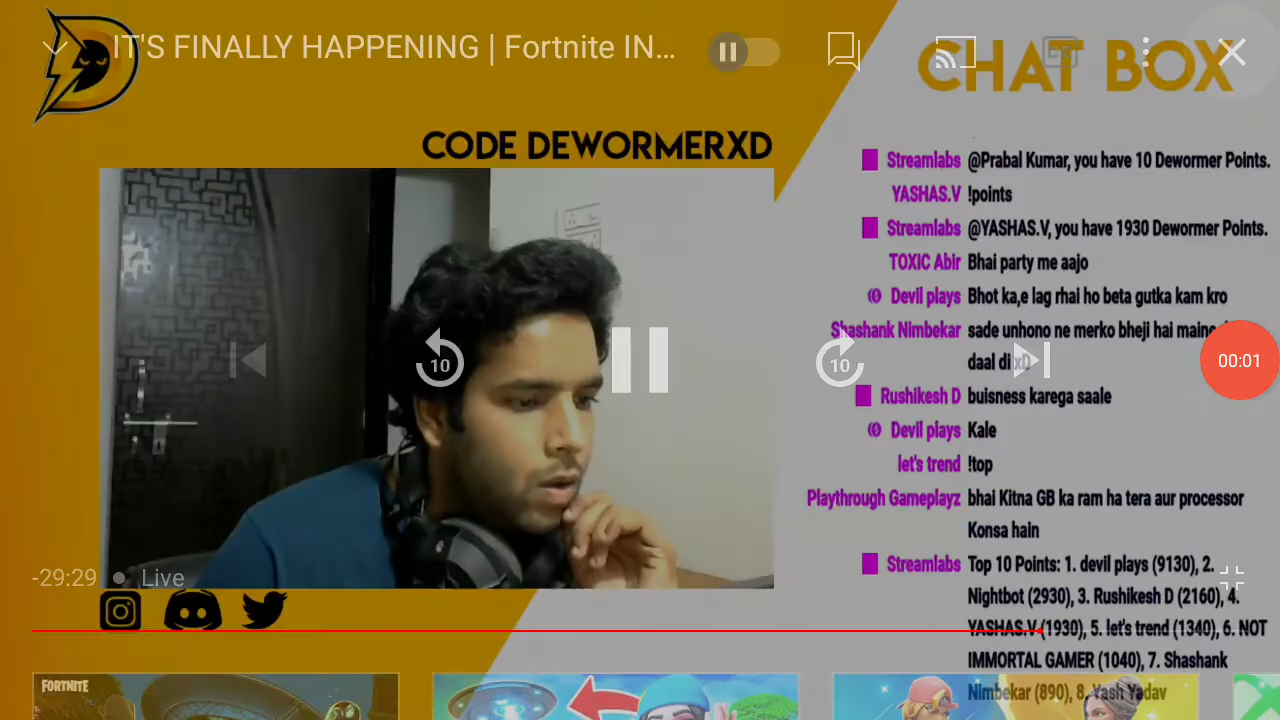 IT'S FINALLY HAPPENING | Fortnite IN...
CHAT BOX
CODE DEWORMERXD
Streamlabs @Prabal Kumar, you have 10 Dewormer Points.
YASHAS.V !points
Streamlabs @YASHAS.V, you have 1930 Dewormer Points.
TOXIC Abir Bhai party me aajo
Devil plays Bhot ka,e lag rhai ho beta gutka kam kro
Shashank Nimbekar sade unhono ne merko bheji hai maine
daal di xD
Rushikesh D buisness karega saale
Devil plays Kale
let's trend !top
Playthrough Gameplayz bhai Kitna GB ka ram ha tera aur processor
Konsa hain
Streamlabs Top 10 Points: 1. devil plays (9130), 2.
Nightbot (2930), 3. Rushikesh D (2160), 4.
YASHAS.V (1930), 5. let's trend (1340), 6. NOT
IMMORTAL GAMER (1040), 7. Shashank
Nimbekar (890), 8. Yash Yadav
10
10
00:01
-29:29 Live
FORTNITE